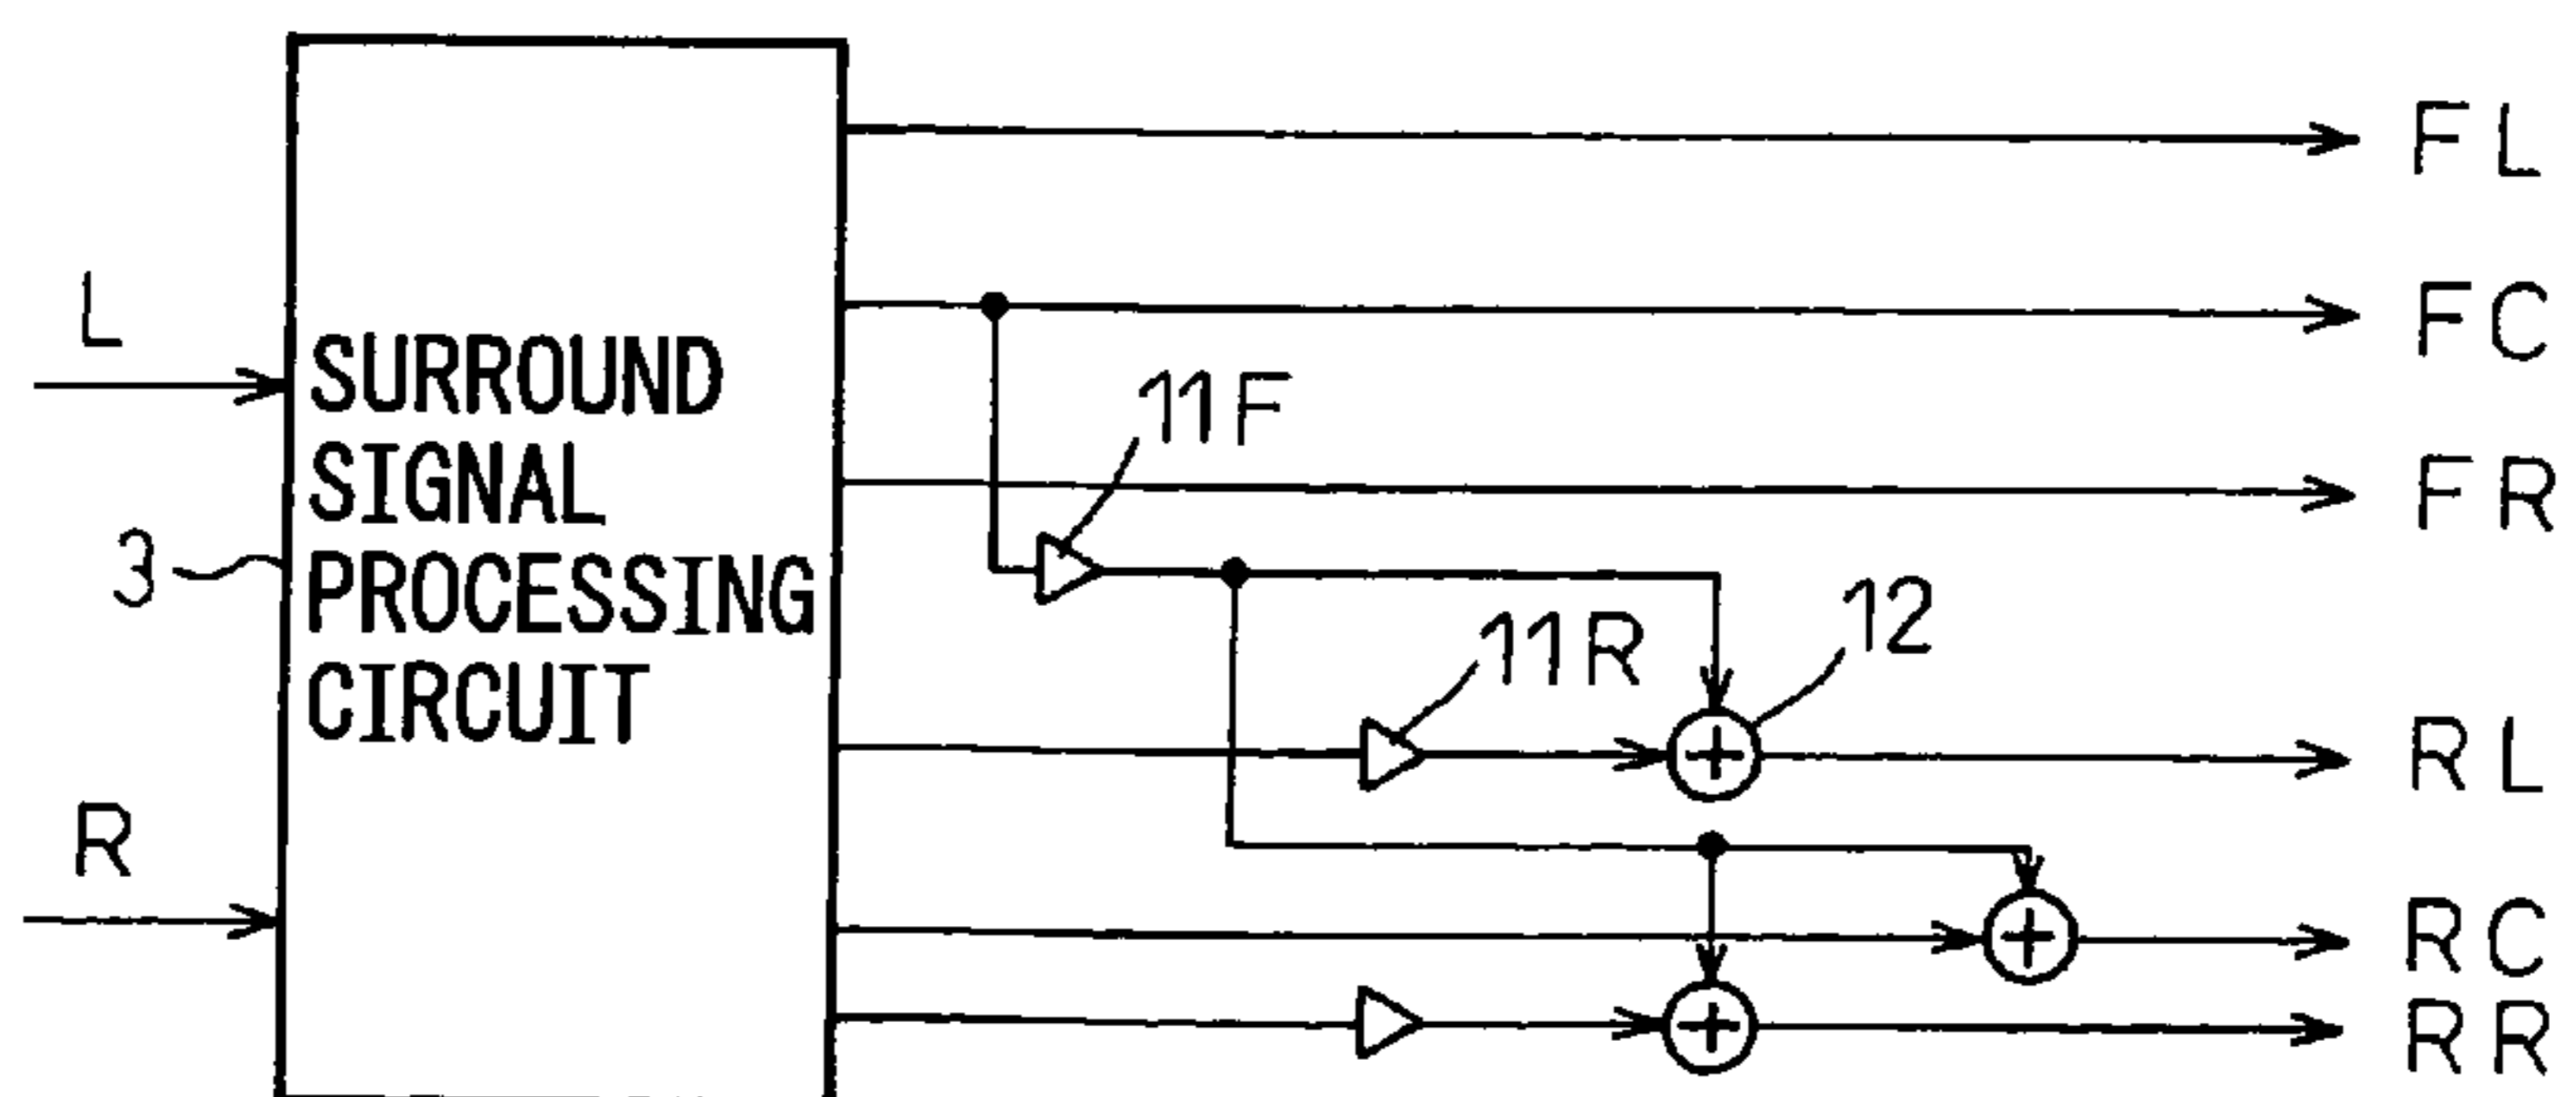 FL
FC
L
SURROUND
SIGNAL
PROCESSING
CIRCUIT
11F
FR
3
11R
12
RL
R
RC
RR